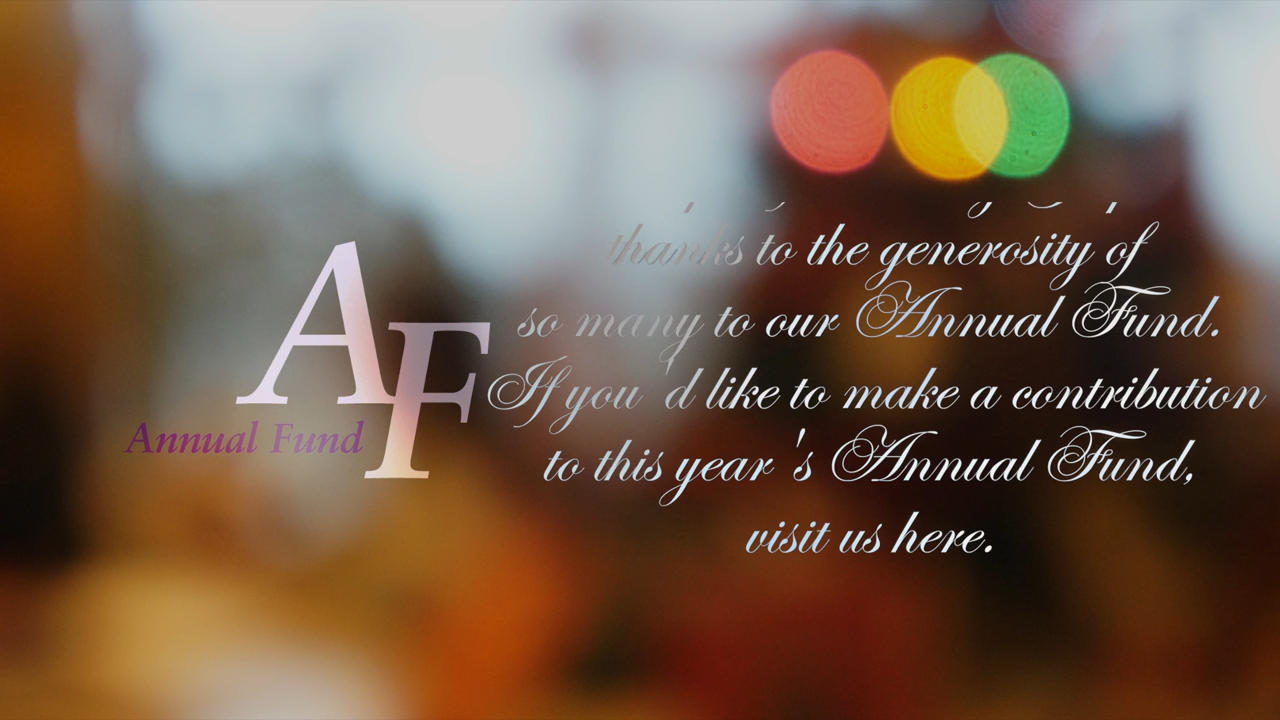 AF
Annual Fund
thanks to the generosity of
so many to our Annual Fund.
If you 'd like to make a contribution
to this year 's Annual Fund,
visit us here.